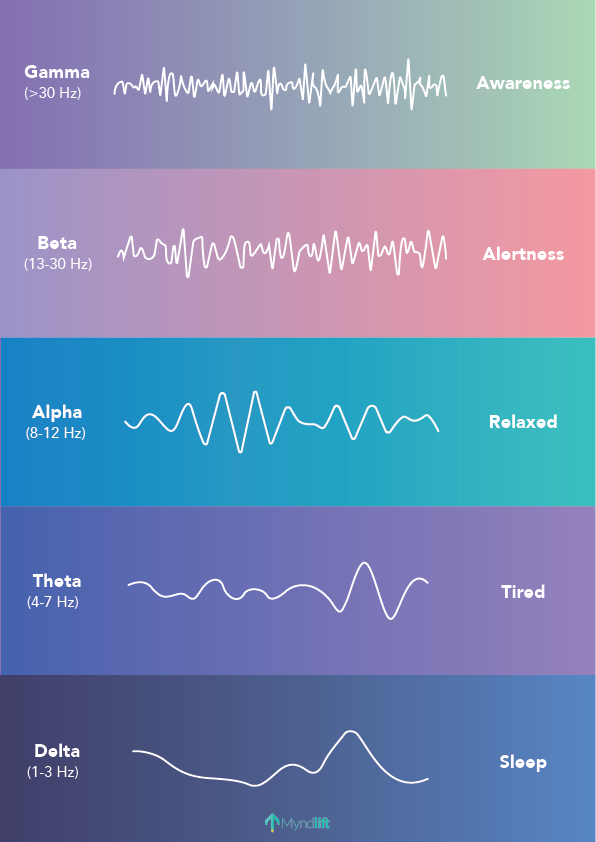 Gamma
(>30 Hz)
Awareness
Beta
(13-30 Hz)
Alertness
Alpha
(8-12 Hz)
Relaxed
Theta
(4-7 Hz)
Tired
Delta
(1-3 Hz)
Sleep
Myndlift